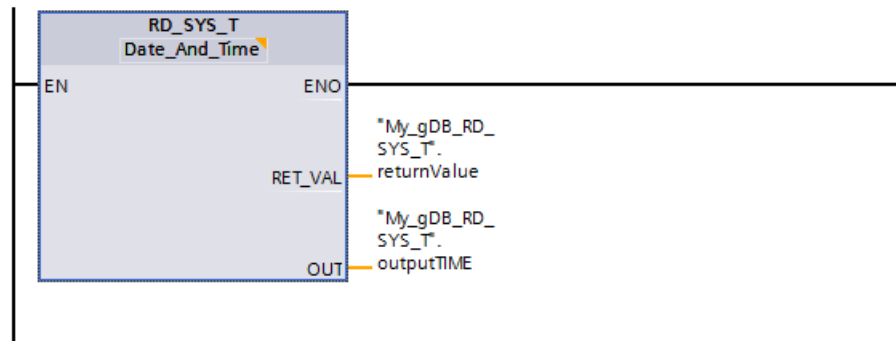 RD_SYS_T
Date_And_Time
EN
ENO
"My_gDB_RD_
SYS_T".
RET_VAL
returnValue
"My_gDB_RD_
SYS_T".
OUT
outputTIME